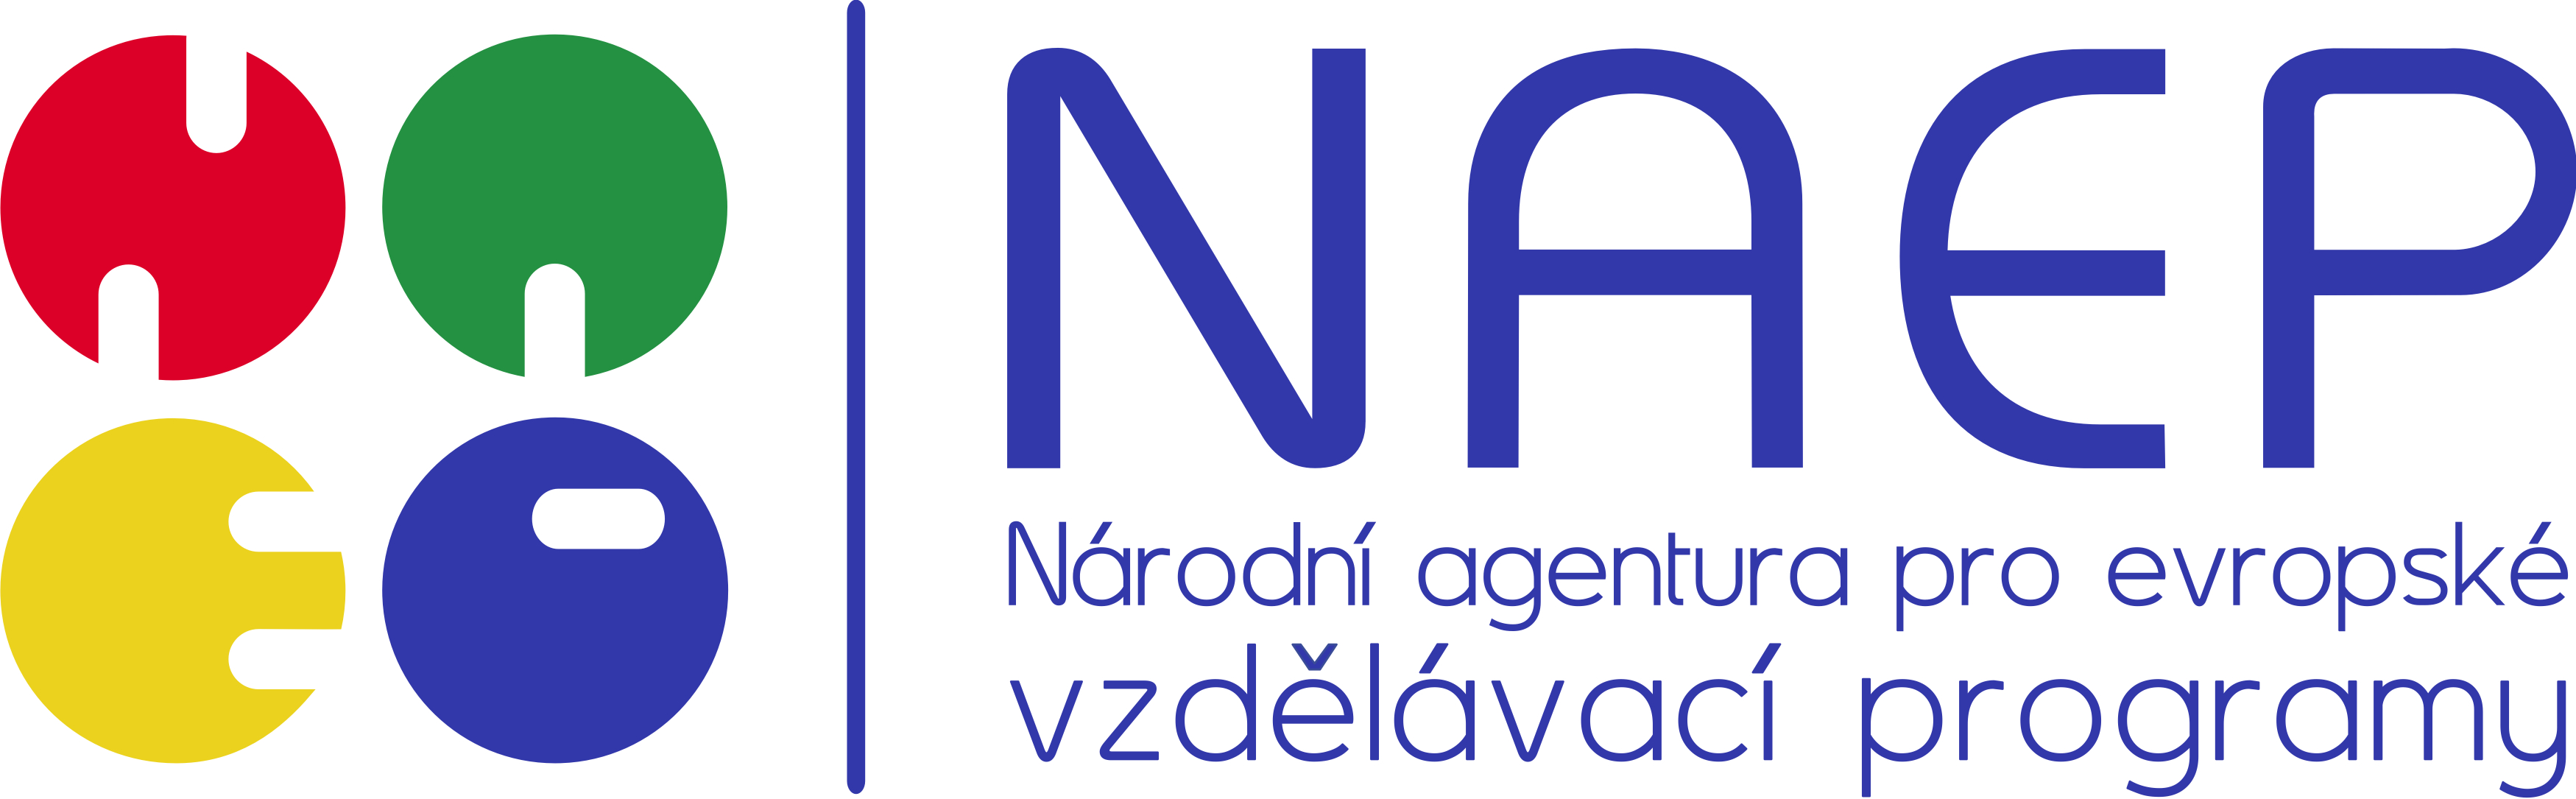 NAEP
Národní agentura pro evropské
vzdělávací programy